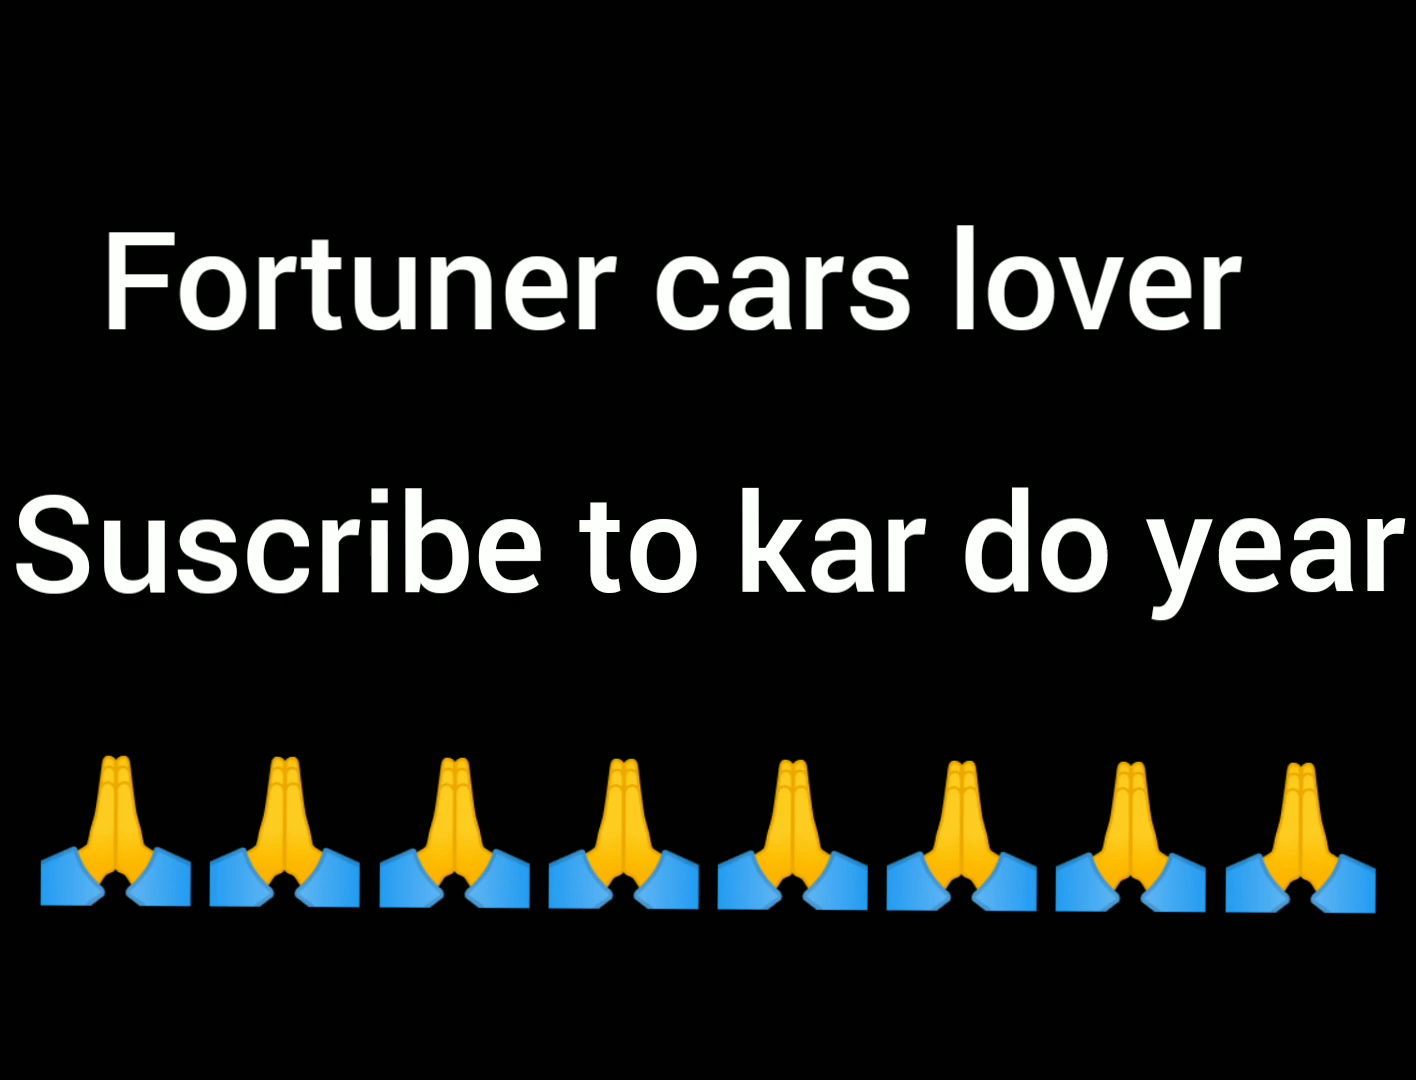 Fortuner cars lover
Suscribe to kar do year
🙏🙏🙏🙏🙏🙏🙏🙏